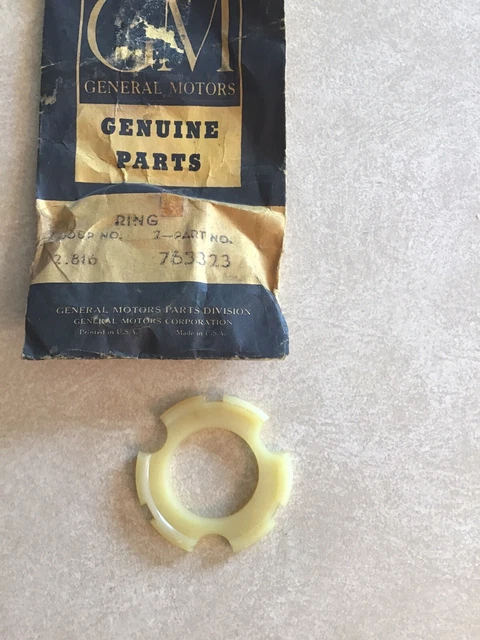 GM
GENERAL MOTORS
GENUINE
PARTS
RING
NO. 7-PART NO.
2.816 763323
GENERAL MOTORS PARTS DIVISION
GENERAL MOTORS CORPORATION
Printed in U.S.A. Made in U.S.A.